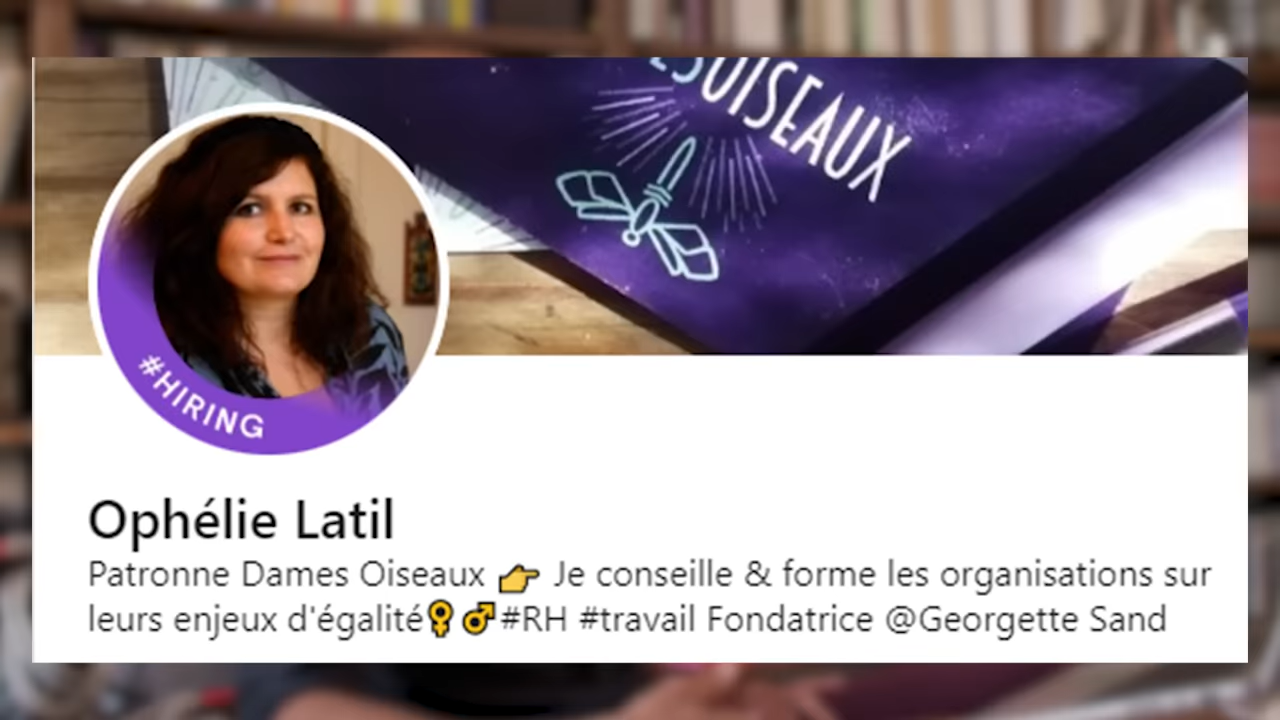 OISEAUX
#HIRING
Ophélie Latil
Patronne Dames Oiseaux 👉 Je conseille & forme les organisations sur
leurs enjeux d'égalité♀♂#RH #travail Fondatrice @Georgette Sand